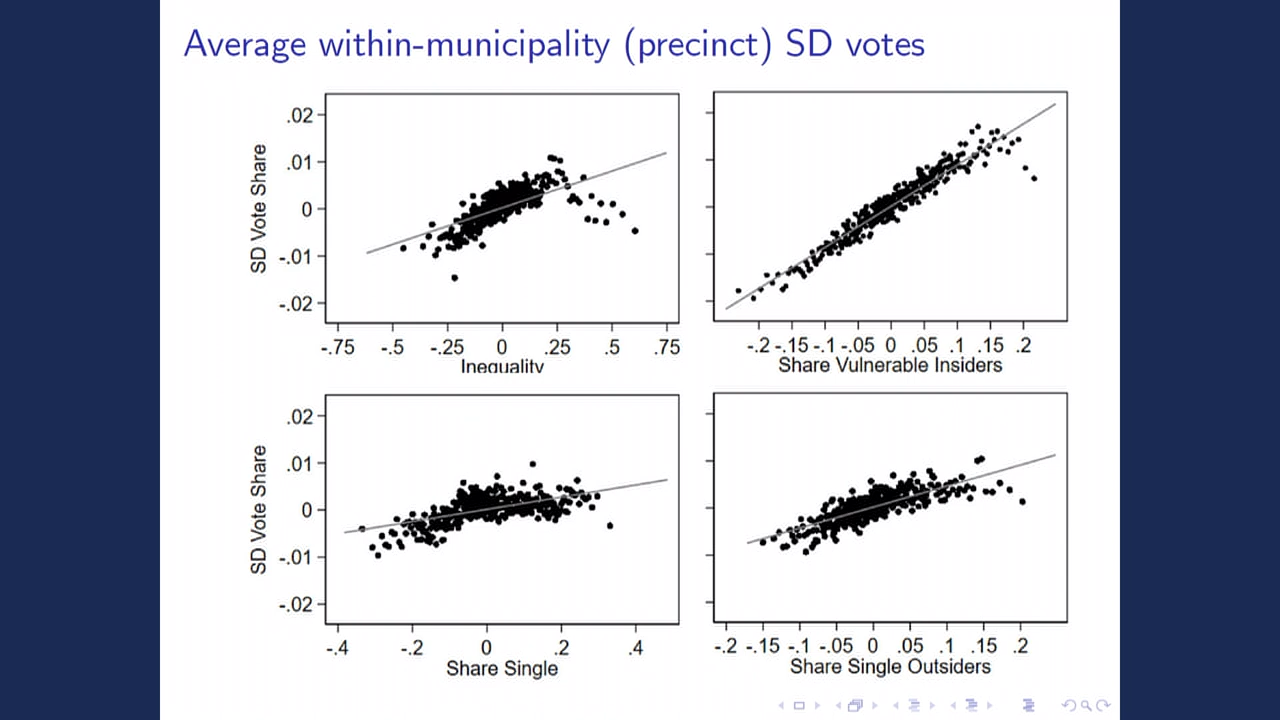 Average within-municipality (precinct) SD votes
SD Vote Share
.02
.01
0
-.01
-.02
-.75 -.5 -.25 0 .25 .5 .75
Inequality
-.2 -.15 -.1 -.05 0 .05 .1 .15 .2
Share Vulnerable Insiders
SD Vote Share
.02
.01
0
-.01
-.02
-.4 -.2 0 .2 .4
Share Single
-.2 -.15 -.1 -.05 0 .05 .1 .15 .2
Share Single Outsiders